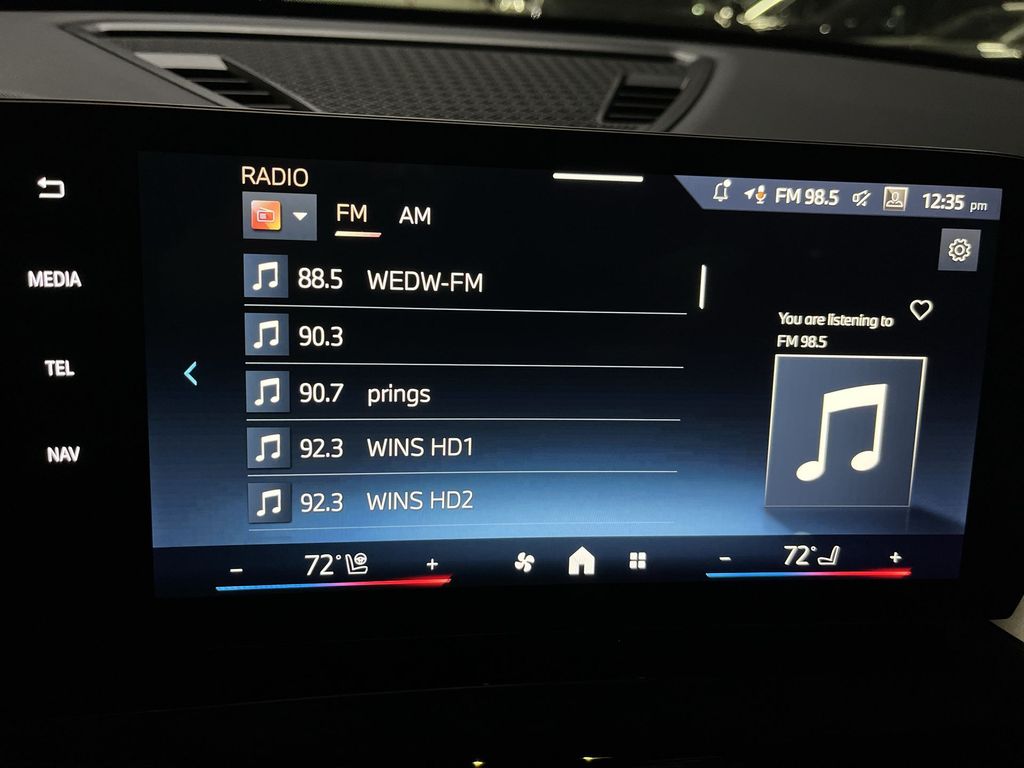 RADIO
FM 98.5 12:35 pm
FM AM
MEDIA
TEL
NAV
88.5 WEDW-FM
90.3
90.7 prings
92.3 WINS HD1
92.3 WINS HD2
You are listening to
FM 98.5
- 72° + - 72° +